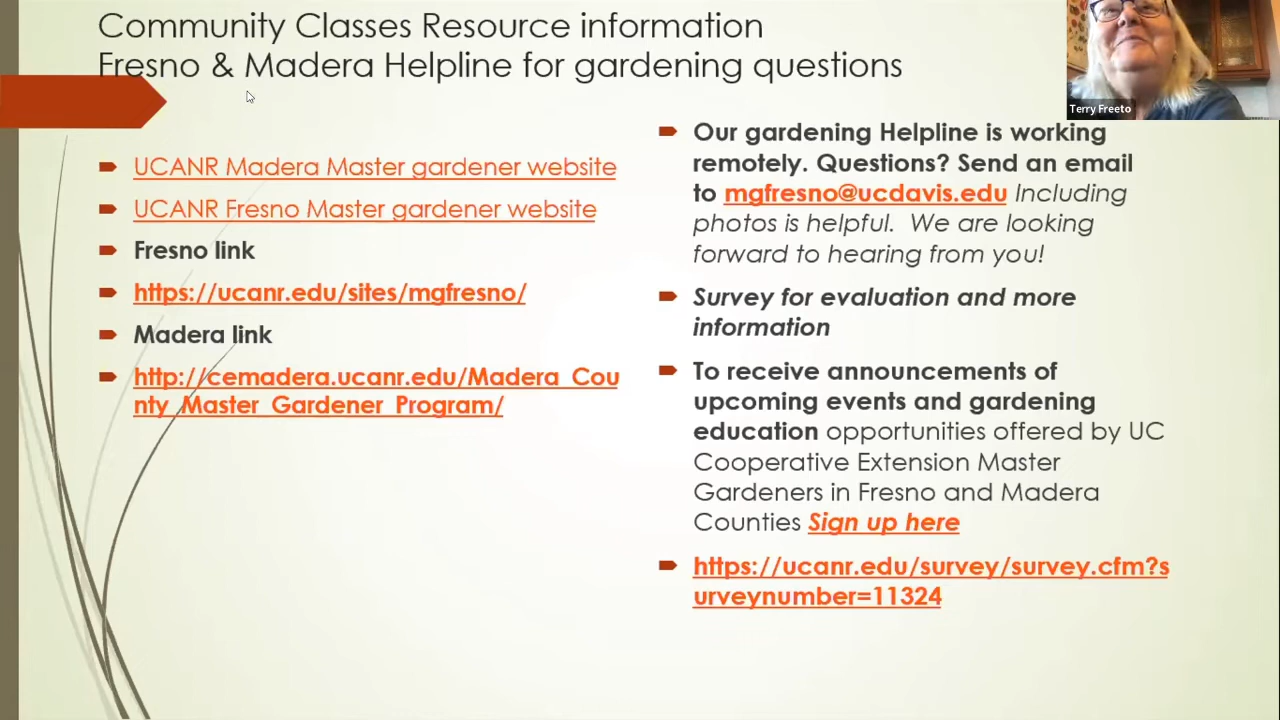 Community Classes Resource information
Fresno & Madera Helpline for gardening questions
Terry Freeto
UCANR Madera Master gardener website
UCANR Fresno Master gardener website
Fresno link
https://ucanr.edu/sites/mgfresno/
Madera link
http://cemadera.ucanr.edu/Madera_Cou
nty_Master_Gardener_Program/
Our gardening Helpline is working
remotely. Questions? Send an email
to mgfresno@ucdavis.edu Including
photos is helpful. We are looking
forward to hearing from you!
Survey for evaluation and more
information
To receive announcements of
upcoming events and gardening
education opportunities offered by UC
Cooperative Extension Master
Gardeners in Fresno and Madera
Counties Sign up here
https://ucanr.edu/survey/survey.cfm?s
urveynumber=11324